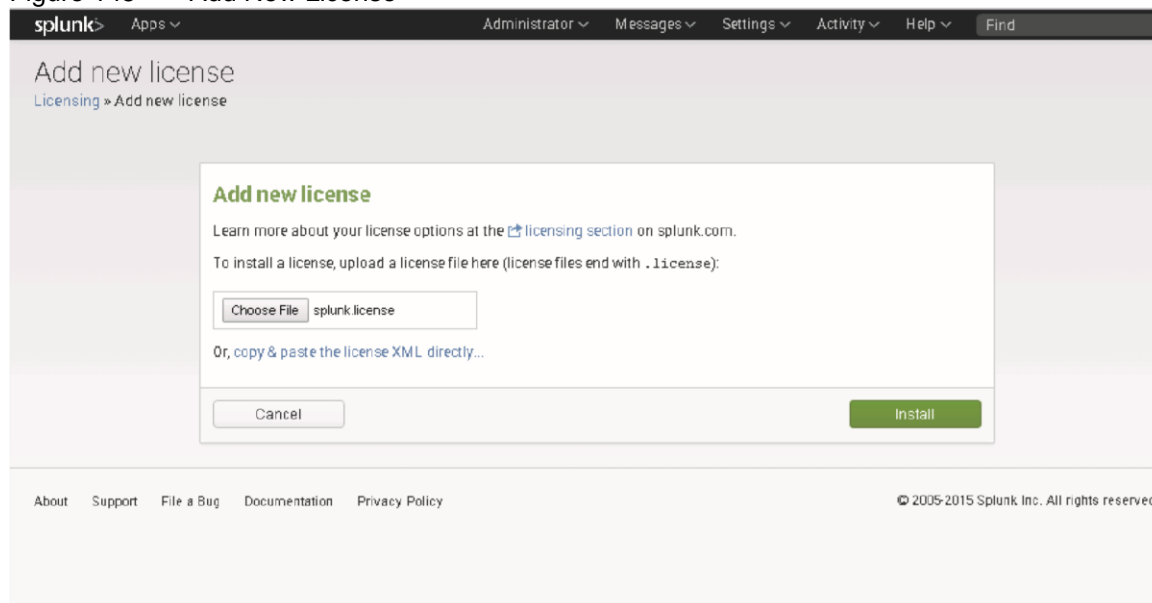 splunk> Apps Administrator Messages Settings Activity Help Find
Add new license
Licensing » Add new license
Add new license
Learn more about your license options at the licensing section on splunk.com.
To install a license, upload a license file here (license files end with .license):
Choose File splunk.license
Or, copy & paste the license XML directly...
Cancel Install
About Support File a Bug Documentation Privacy Policy © 2005-2015 Splunk Inc. All rights reserved